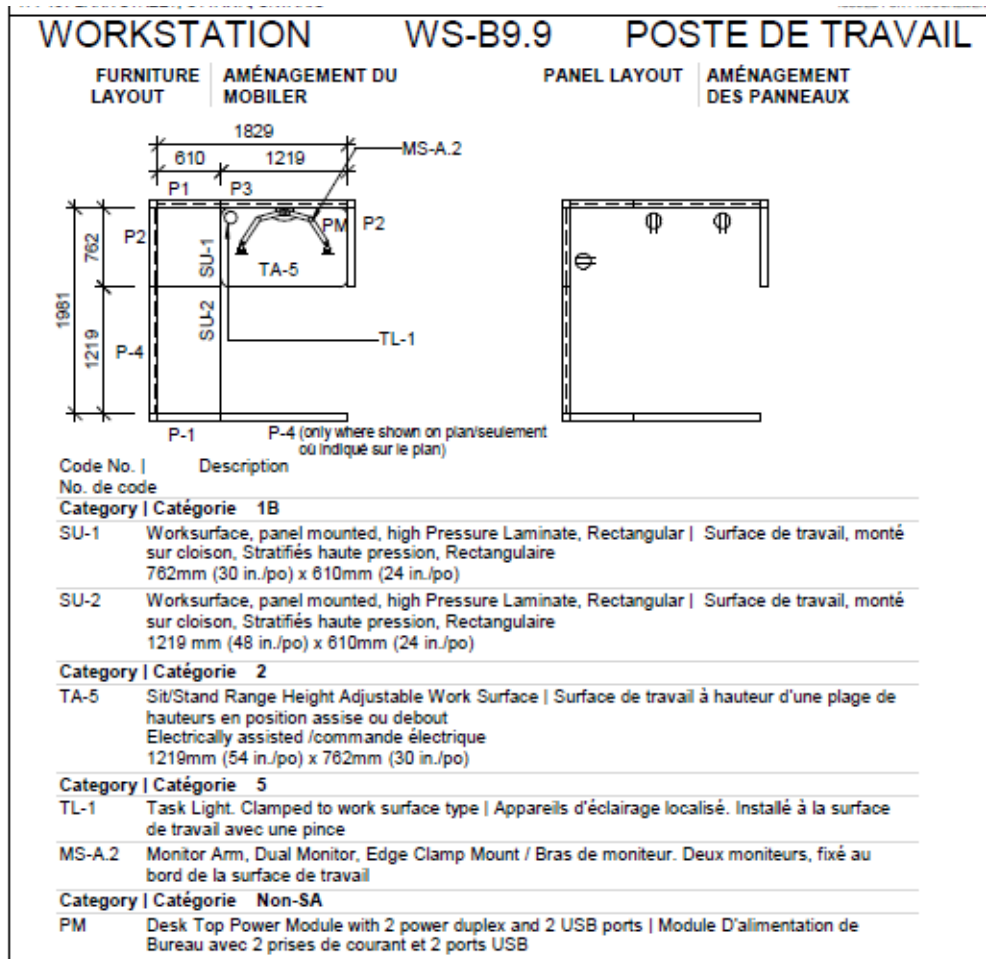 WORKSTATION WS-B9.9 POSTE DE TRAVAIL
FURNITURE LAYOUT | AMÉNAGEMENT DU MOBILER
PANEL LAYOUT | AMÉNAGEMENT DES PANNEAUX
1829
610 1219
MS-A.2
P1 P3
P2 762 SU-1 PM P2
TA-5
1981
1219 P-4 SU-2
TL-1
P-1 P-4 (only where shown on plan/seulement
où indiqué sur le plan)
Code No. | Description
No. de code
Category | Catégorie 1B
SU-1 Worksurface, panel mounted, high Pressure Laminate, Rectangular | Surface de travail, monté
sur cloison, Stratifiés haute pression, Rectangulaire
762mm (30 in./po) x 610mm (24 in./po)
SU-2 Worksurface, panel mounted, high Pressure Laminate, Rectangular | Surface de travail, monté
sur cloison, Stratifiés haute pression, Rectangulaire
1219 mm (48 in./po) x 610mm (24 in./po)
Category | Catégorie 2
TA-5 Sit/Stand Range Height Adjustable Work Surface | Surface de travail à hauteur d'une plage de
hauteurs en position assise ou debout
Electrically assisted /commande électrique
1219mm (54 in./po) x 762mm (30 in./po)
Category | Catégorie 5
TL-1 Task Light. Clamped to work surface type | Appareils d'éclairage localisé. Installé à la surface
de travail avec une pince
MS-A.2 Monitor Arm, Dual Monitor, Edge Clamp Mount / Bras de moniteur. Deux moniteurs, fixé au
bord de la surface de travail
Category | Catégorie Non-SA
PM Desk Top Power Module with 2 power duplex and 2 USB ports | Module D'alimentation de
Bureau avec 2 prises de courant et 2 ports USB